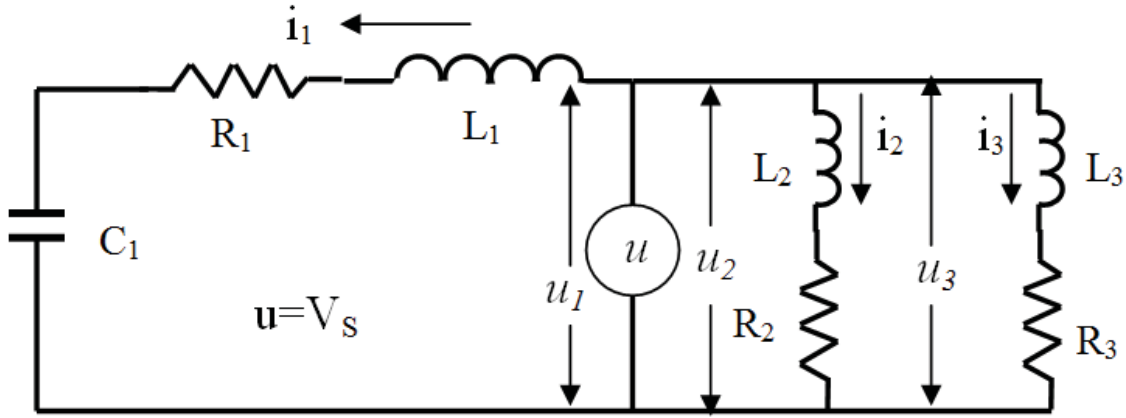 i₁
R₁
L₁
C₁
u=Vₛ
u₁
u
u₂
L₂
i₂
R₂
u₃
i₃
L₃
R₃